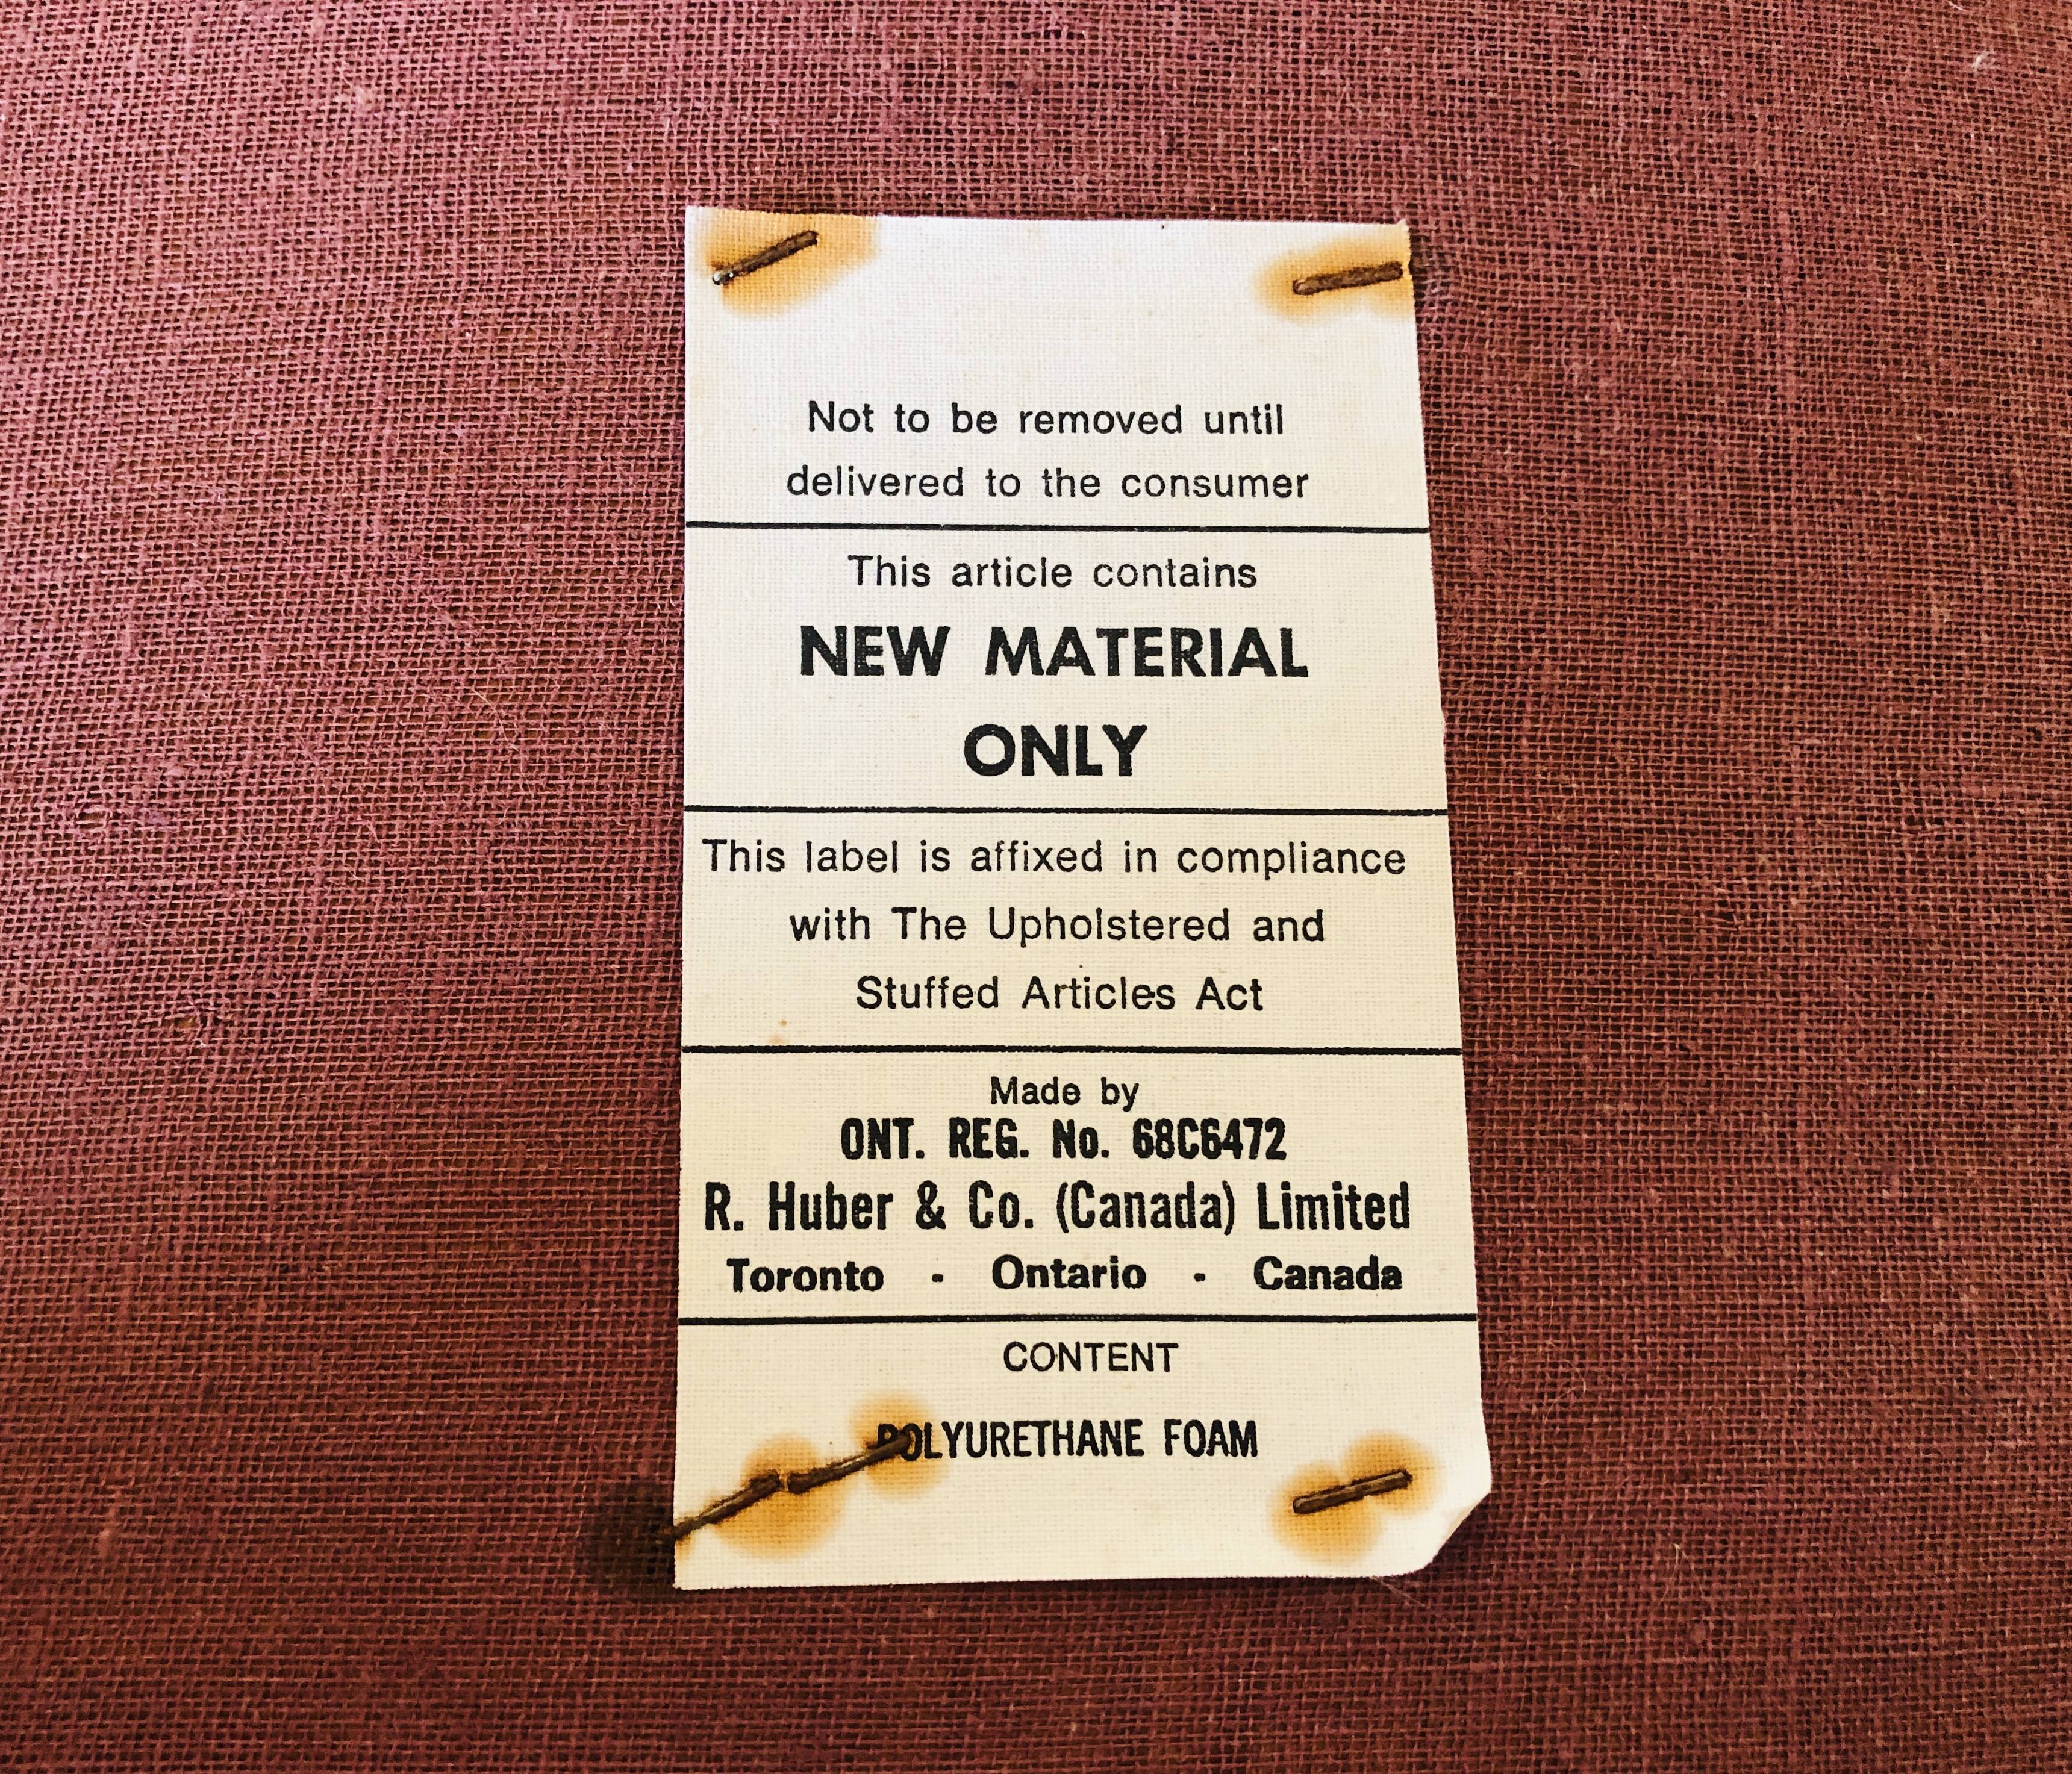 Not to be removed until
delivered to the consumer
This article contains
NEW MATERIAL
ONLY
This label is affixed in compliance
with The Upholstered and
Stuffed Articles Act
Made by
ONT. REG. No. 68C6472
R. Huber & Co. (Canada) Limited
Toronto - Ontario - Canada
CONTENT
POLYURETHANE FOAM